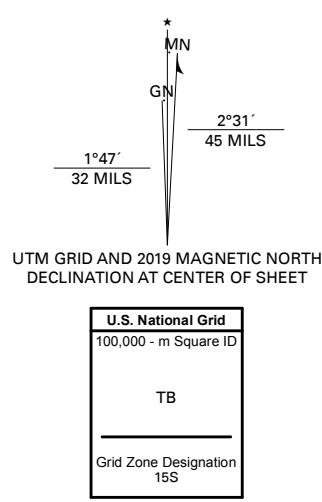 ★
MN
GN
2°31´
45 MILS
1°47´
32 MILS
UTM GRID AND 2019 MAGNETIC NORTH
DECLINATION AT CENTER OF SHEET
U.S. National Grid
100,000 - m Square ID
TB
Grid Zone Designation
15S